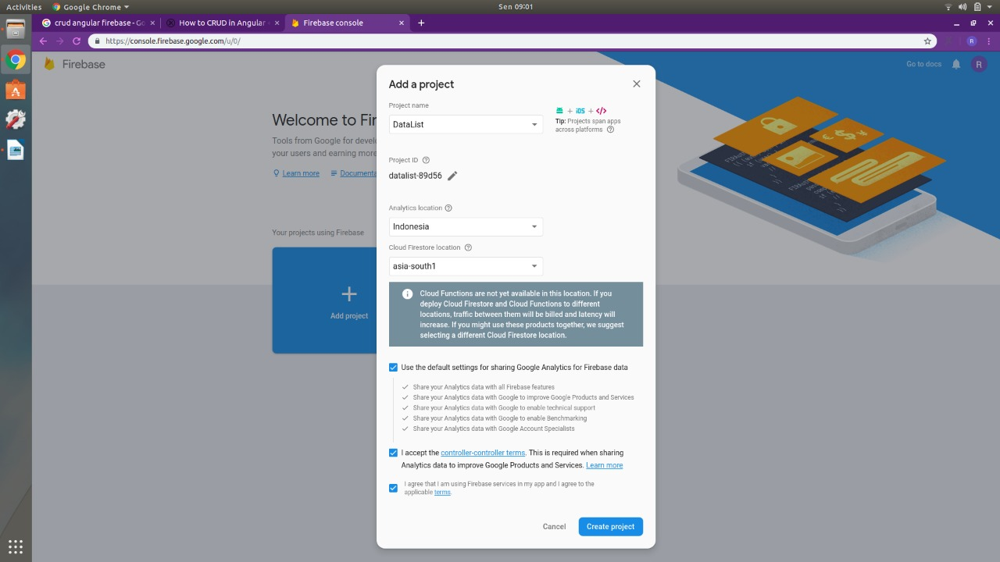 Activities
Google Chrome
Sen 09:01
crud angular firebase - Go
How to CRUD in Angular
Firebase console
https://console.firebase.google.com/u/0/
R
Firebase
Go to docs
R
Welcome to Fir
Tools from Google for develo
your users and earning more
Learn more
Documenta
Your projects using Firebase
Add project
Add a project
Project name
DataList
+ iOS + </>
Tip: Projects span apps
across platforms
Project ID
datalist-89d56
Analytics location
Indonesia
Cloud Firestore location
asia-south1
Cloud Functions are not yet available in this location. If you
deploy Cloud Firestore and Cloud Functions to different
locations, traffic between them will be billed and latency will
increase. If you might use these products together, we suggest
selecting a different Cloud Firestore location.
Use the default settings for sharing Google Analytics for Firebase data
Share your Analytics data with all Firebase features
Share your Analytics data with Google to improve Google Products and Services
Share your Analytics data with Google to enable technical support
Share your Analytics data with Google to enable Benchmarking
Share your Analytics data with Google Account Specialists
I accept the controller-controller terms. This is required when sharing
Analytics data to improve Google Products and Services. Learn more
I agree that I am using Firebase services in my app and I agree to the
applicable terms.
Cancel
Create project